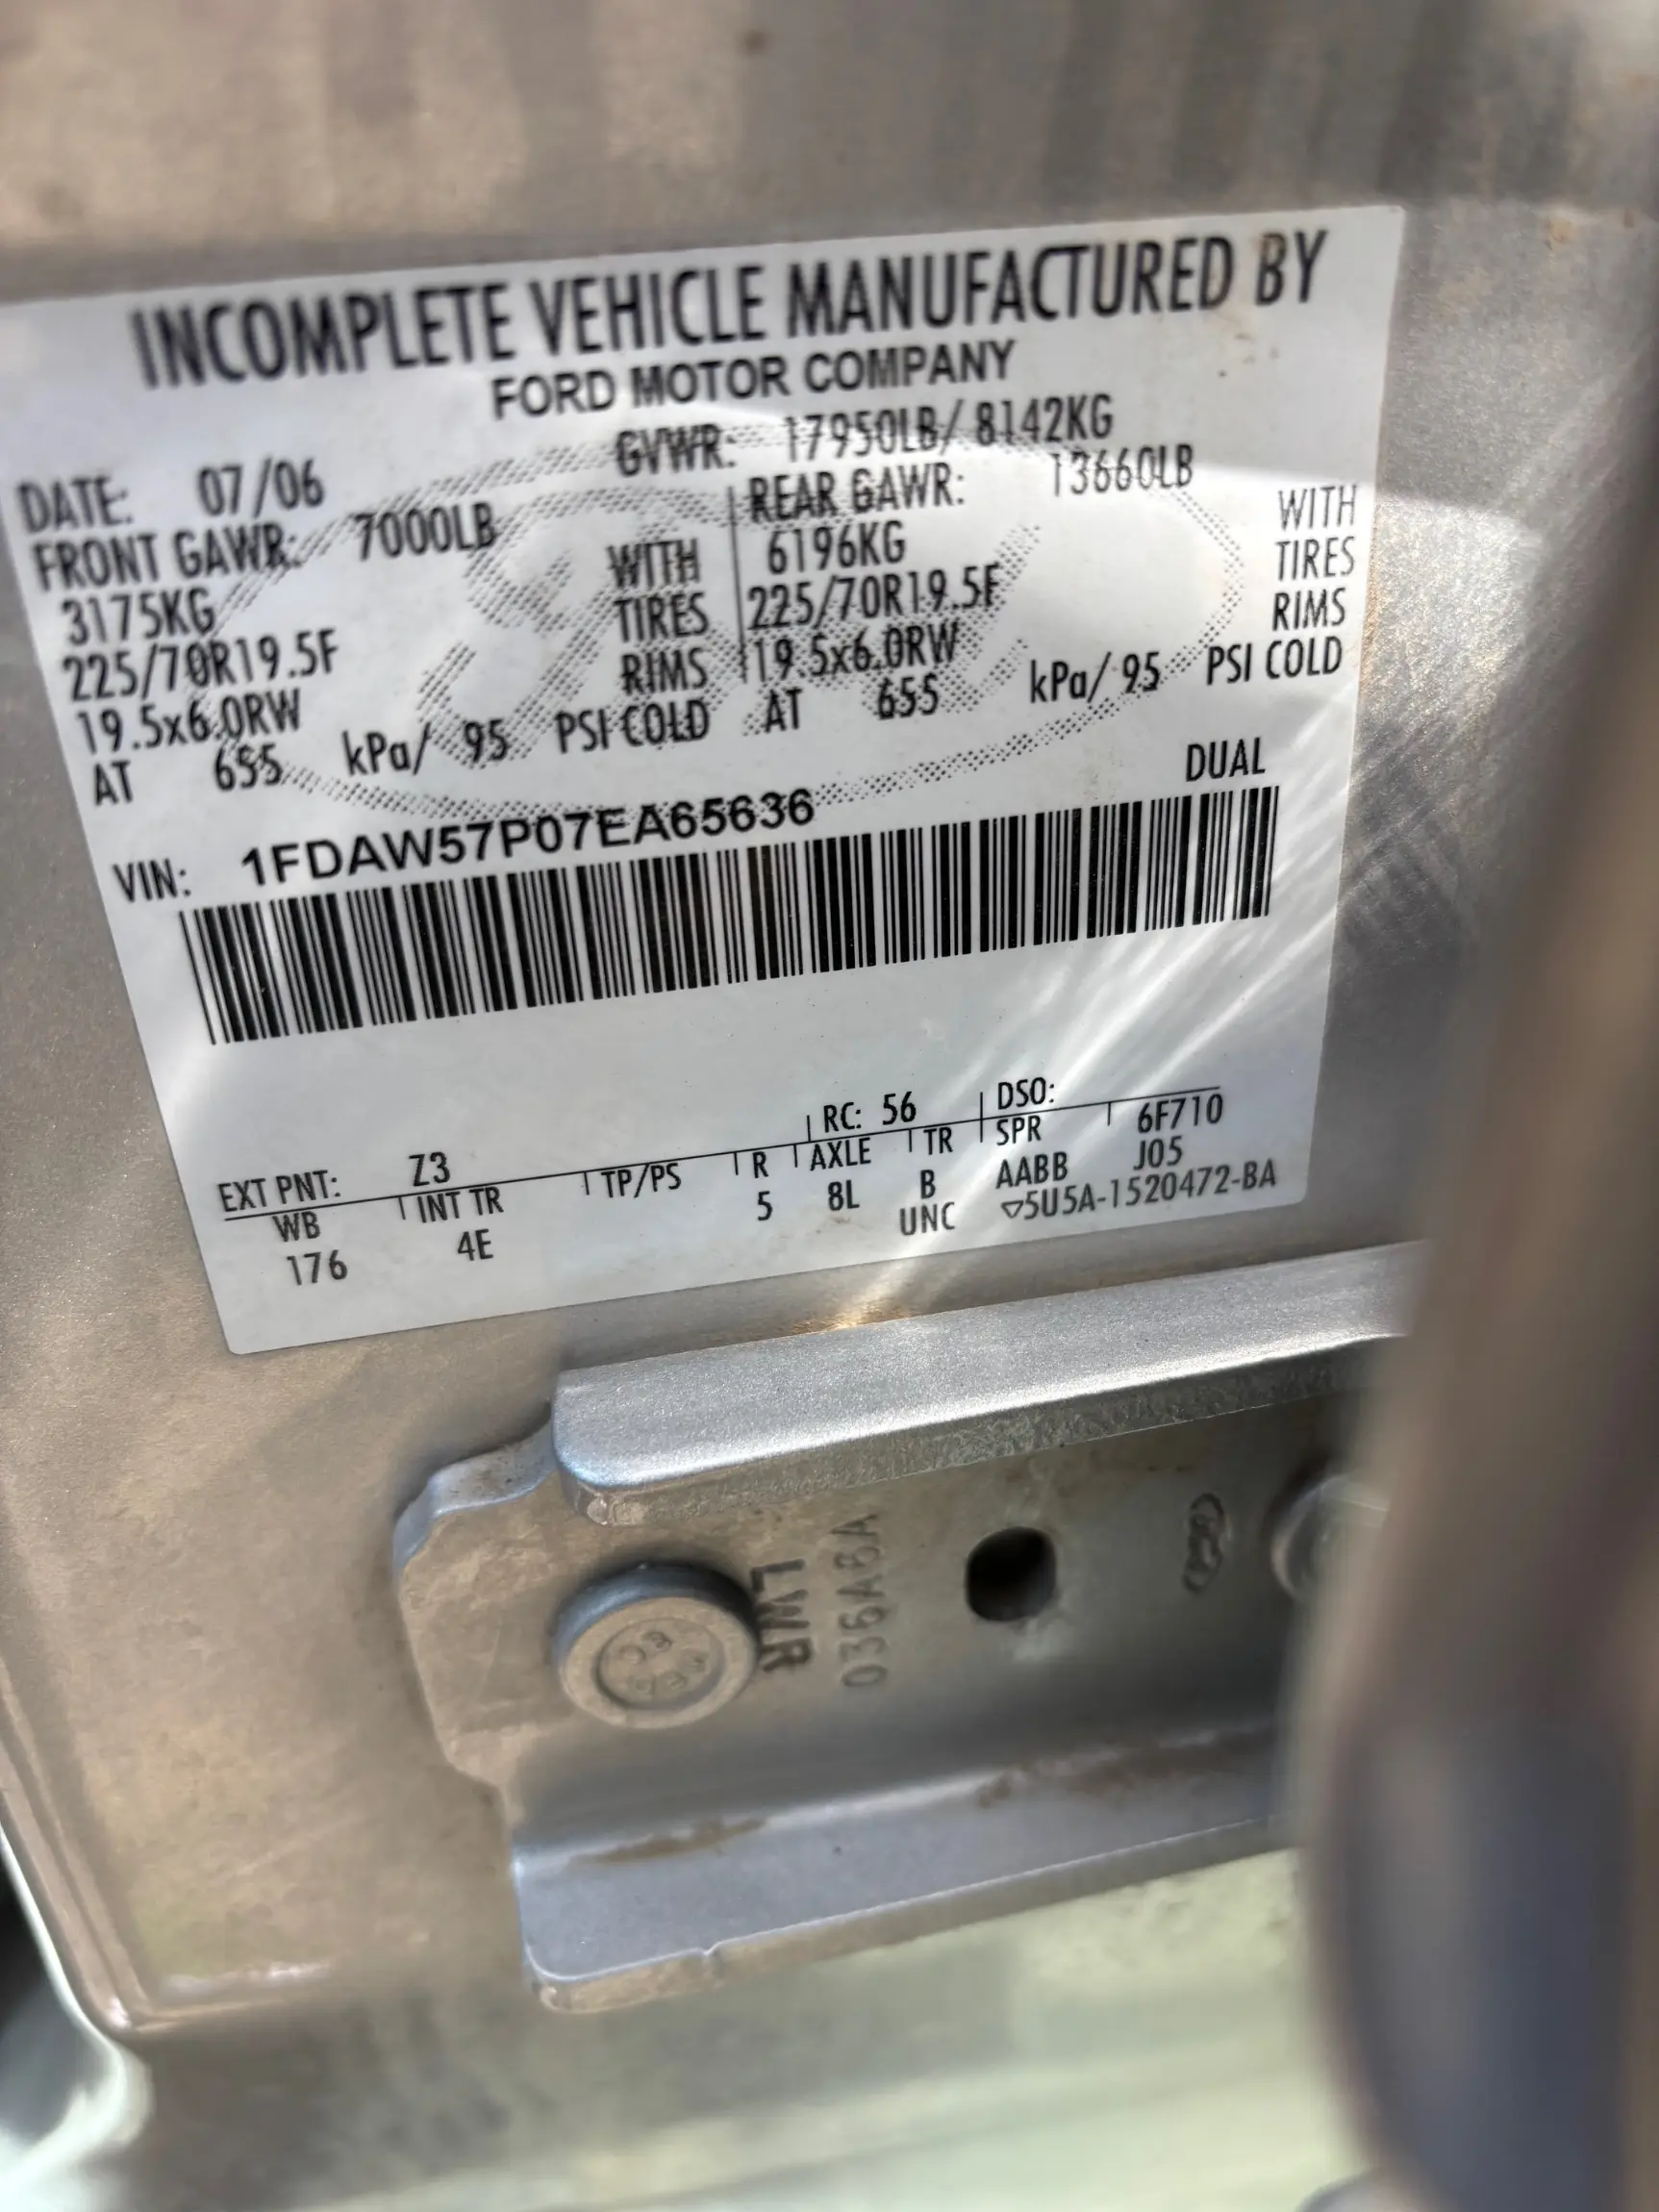 INCOMPLETE VEHICLE MANUFACTURED BY
FORD MOTOR COMPANY
DATE: 07/06 GVWR: 17950LB/ 8142KG
FRONT GAWR: 7000LB REAR GAWR: 13660LB
3175KG WITH 6196KG WITH
225/70R19.5F TIRES 225/70R19.5F TIRES
19.5x6.0RW RIMS 19.5x6.0RW RIMS
AT 655 kPa/ 95 PSI COLD AT 655 kPa/ 95 PSI COLD
VIN: 1FDAW57P07EA65636 DUAL
EXT PNT: Z3 RC: 56 DSO:
WB INT TR TP/PS R AXLE TR SPR 6F710
176 4E 5 8L B AABB J05
UNC ▽5U5A-1520472-BA
LWR
036ABA
Ford